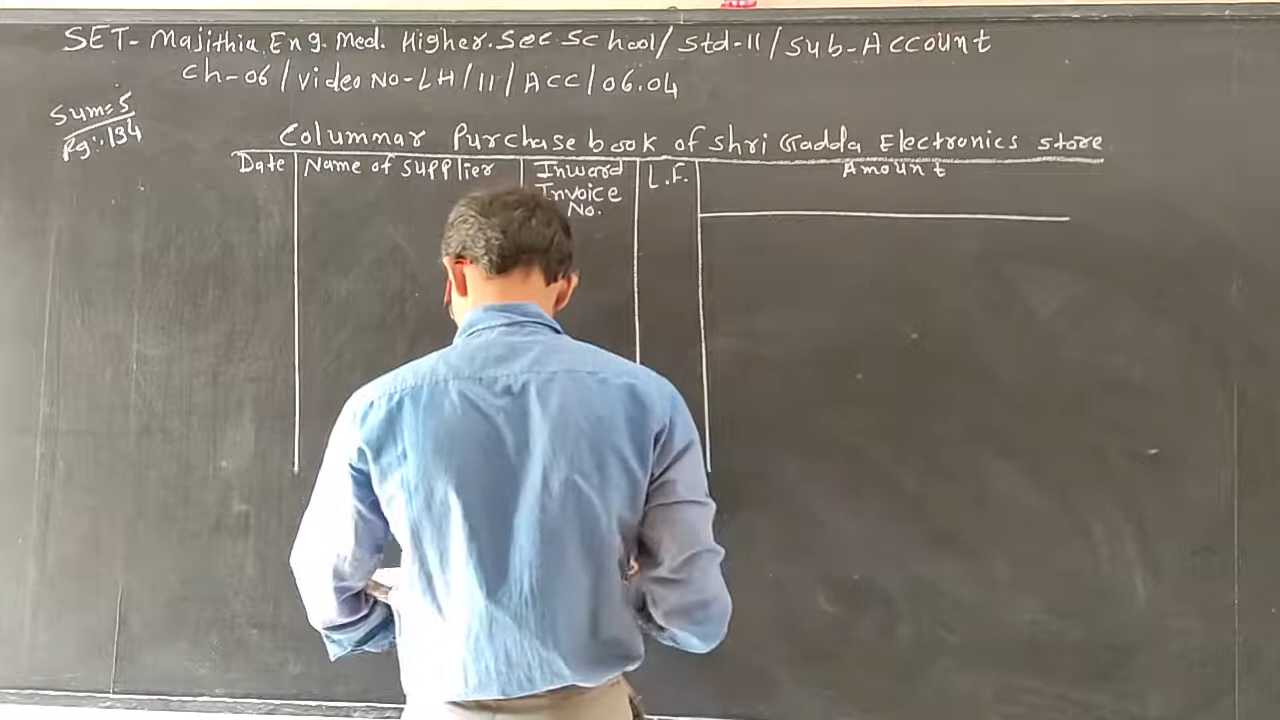 SET- Majithia Eng. Med. Higher. Sec School/ Std-11 / Sub-Account
Ch-06 / Video No-LH / 11 / ACC / 06.04
Sum:5
Pg:.134
Columnar Purchase book of Shri Gadda Electronics store
Date Name of Supplier Inward Invoice No. L.F. Amount